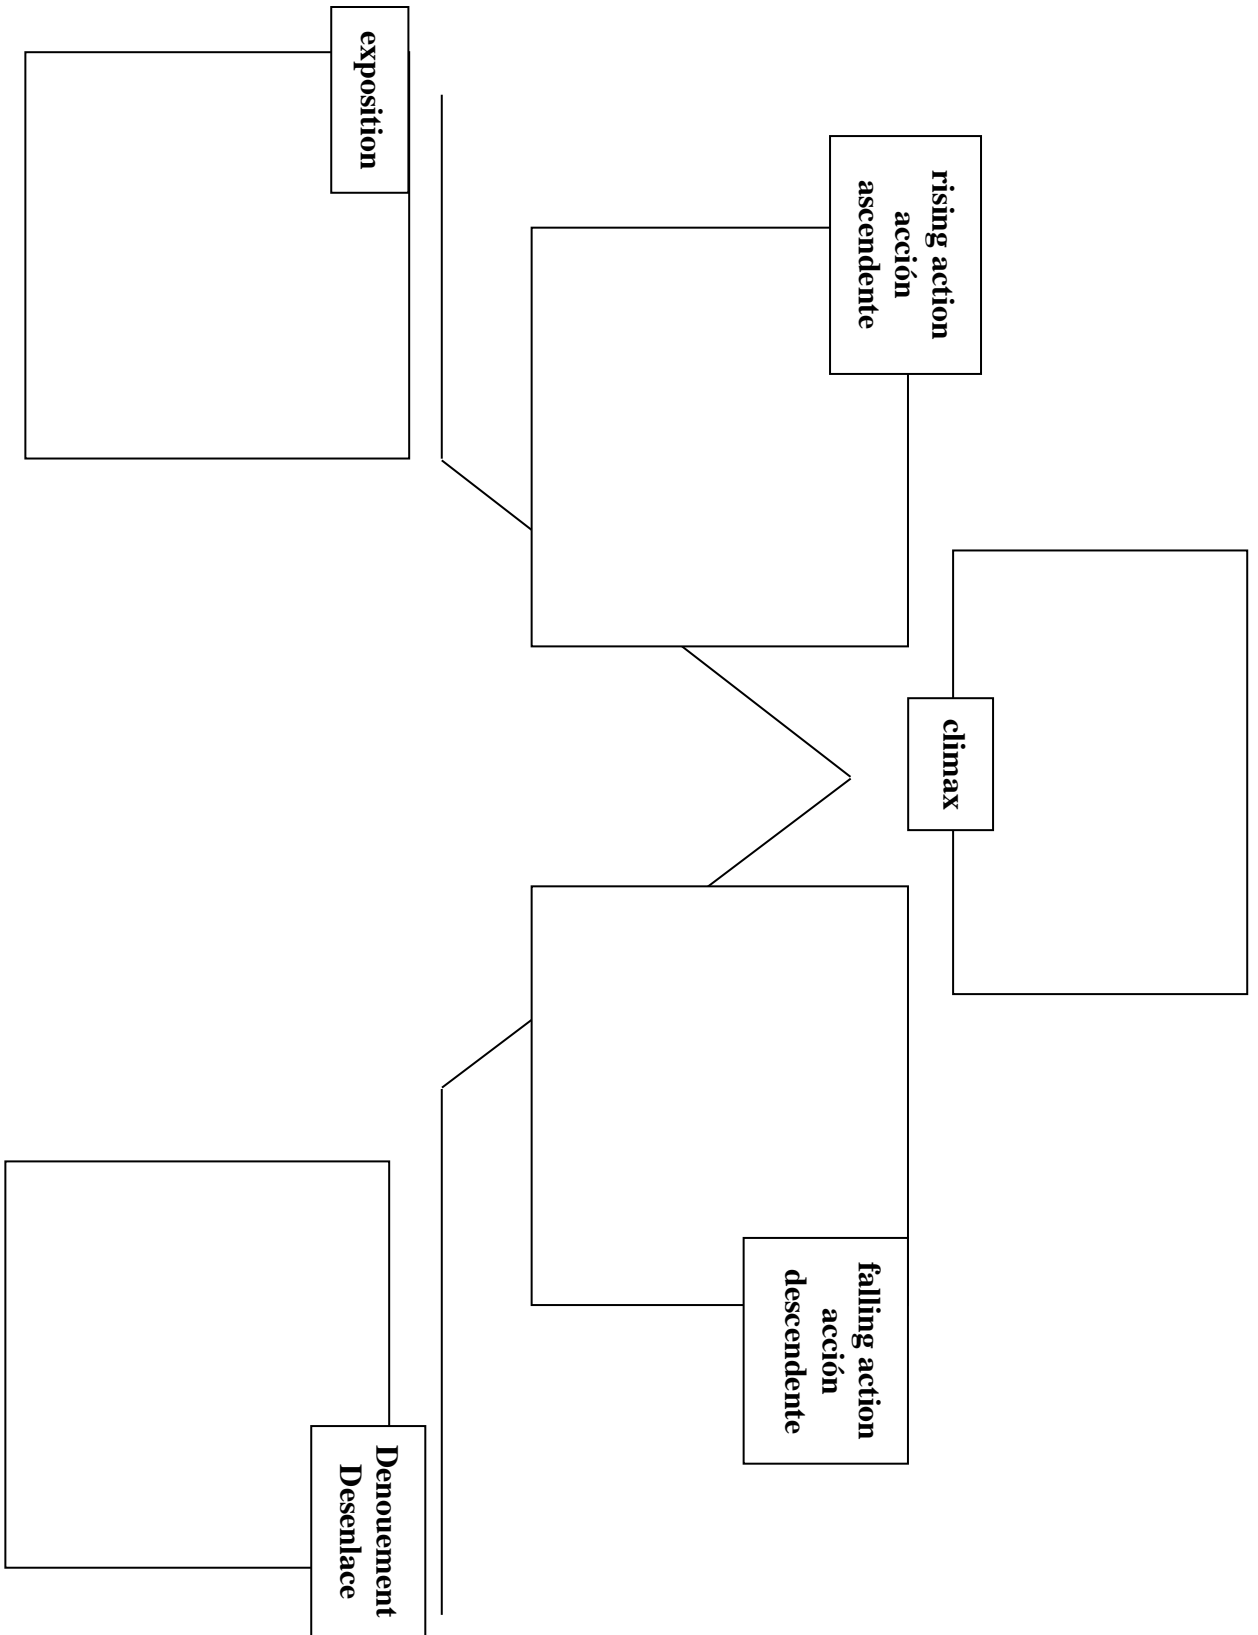 exposition
rising action
acción
ascendente
climax
falling action
acción
descendente
Denouement
Desenlace